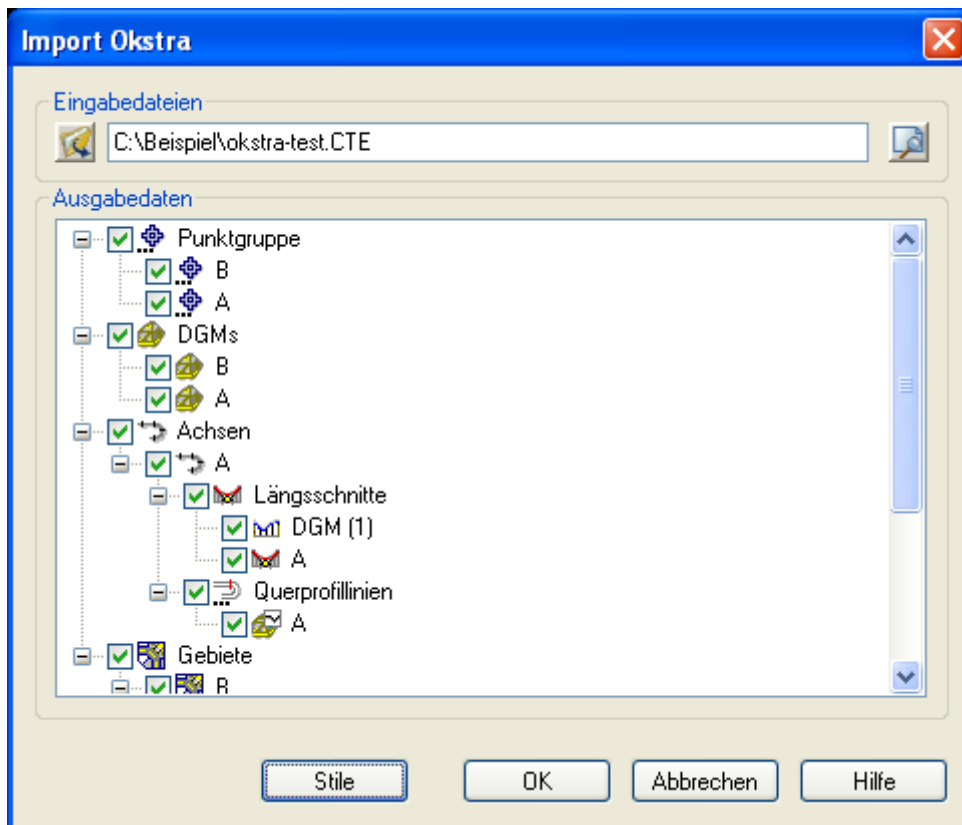 Import Okstra
Eingabedateien
C:\Beispiel\okstra-test.CTE
Ausgabedaten
Punktgruppe
B
A
DGMs
B
A
Achsen
A
Längsschnitte
DGM (1)
A
Querprofillinien
A
Gebiete
B
Stile
OK
Abbrechen
Hilfe